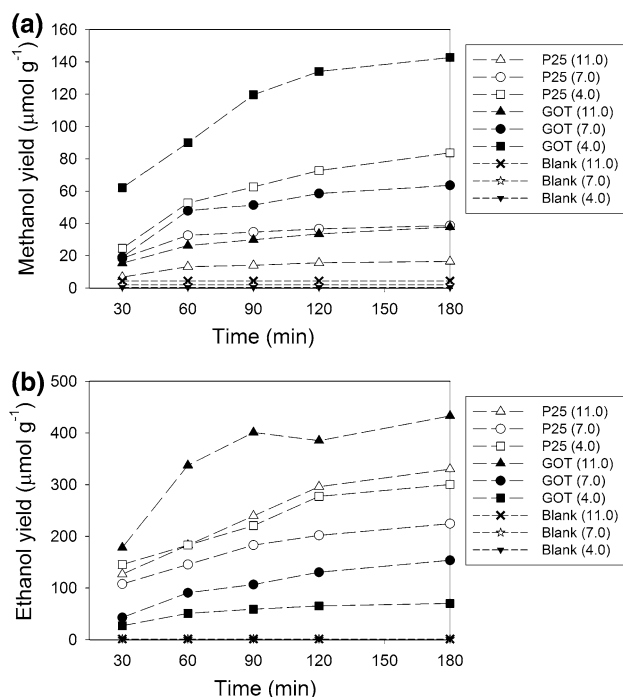 (a)
160
140
120
100
80
60
40
20
0
Methanol yield (μmol g⁻¹)
30 60 90 120 150 180
Time (min)
P25 (11.0)
P25 (7.0)
P25 (4.0)
GOT (11.0)
GOT (7.0)
GOT (4.0)
Blank (11.0)
Blank (7.0)
Blank (4.0)
(b)
500
400
300
200
100
0
Ethanol yield (μmol g⁻¹)
30 60 90 120 150 180
Time (min)
P25 (11.0)
P25 (7.0)
P25 (4.0)
GOT (11.0)
GOT (7.0)
GOT (4.0)
Blank (11.0)
Blank (7.0)
Blank (4.0)